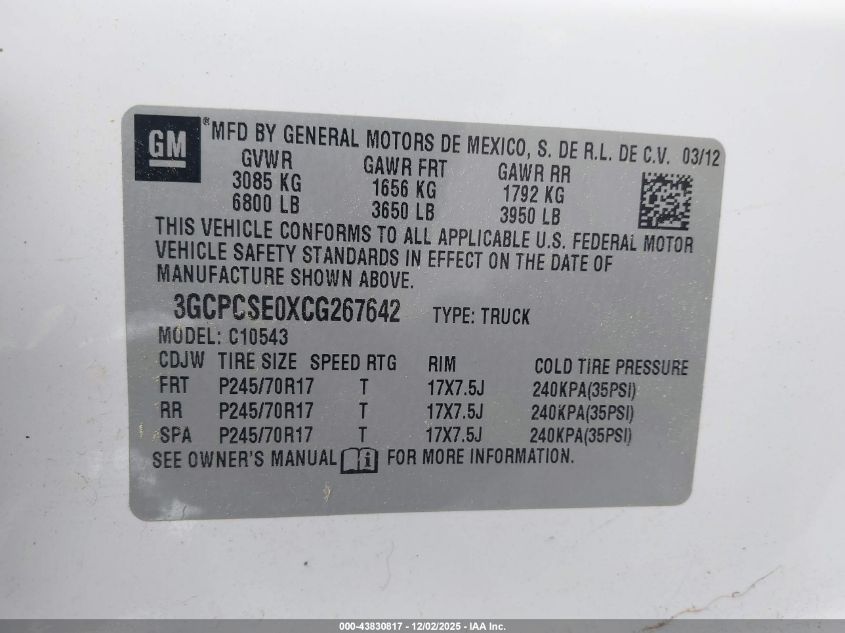 GM ® MFD BY GENERAL MOTORS DE MEXICO, S. DE R.L. DE C.V. 03/12
GVWR GAWR FRT GAWR RR
3085 KG 1656 KG 1792 KG
6800 LB 3650 LB 3950 LB
THIS VEHICLE CONFORMS TO ALL APPLICABLE U.S. FEDERAL MOTOR
VEHICLE SAFETY STANDARDS IN EFFECT ON THE DATE OF
MANUFACTURE SHOWN ABOVE.
3GCPCSE0XCG267642 TYPE: TRUCK
MODEL: C10543
CDJW TIRE SIZE SPEED RTG RIM COLD TIRE PRESSURE
FRT P245/70R17 T 17X7.5J 240KPA(35PSI)
RR P245/70R17 T 17X7.5J 240KPA(35PSI)
SPA P245/70R17 T 17X7.5J 240KPA(35PSI)
SEE OWNER'S MANUAL FOR MORE INFORMATION.
000-43830817 • 12/02/2025 - IAA Inc.